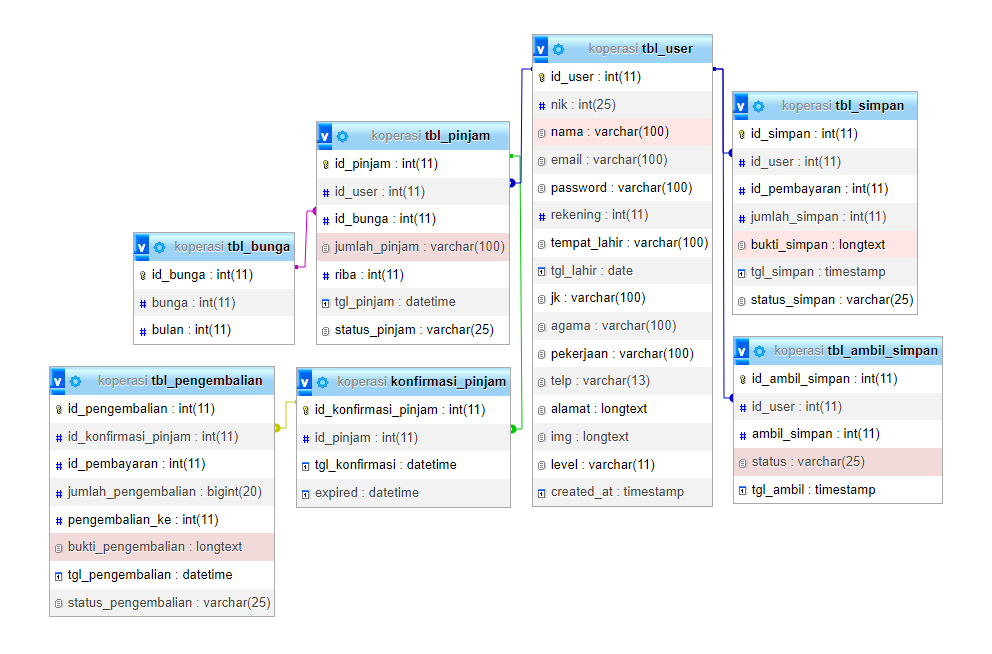 koperasi tbl_user
id_user : int(11)
nik : int(25)
nama : varchar(100)
email : varchar(100)
password : varchar(100)
rekening : int(11)
tempat_lahir : varchar(100)
tgl_lahir : date
jk : varchar(100)
agama : varchar(100)
pekerjaan : varchar(100)
telp : varchar(13)
alamat : longtext
img : longtext
level : varchar(11)
created_at : timestamp
koperasi tbl_simpan
id_simpan : int(11)
id_user : int(11)
id_pembayaran : int(11)
jumlah_simpan : int(11)
bukti_simpan : longtext
tgl_simpan : timestamp
status_simpan : varchar(25)
koperasi tbl_pinjam
id_pinjam : int(11)
id_user : int(11)
id_bunga : int(11)
jumlah_pinjam : varchar(100)
riba : int(11)
tgl_pinjam : datetime
status_pinjam : varchar(25)
koperasi tbl_bunga
id_bunga : int(11)
bunga : int(11)
bulan : int(11)
koperasi tbl_ambil_simpan
id_ambil_simpan : int(11)
id_user : int(11)
ambil_simpan : int(11)
status : varchar(25)
tgl_ambil : timestamp
koperasi tbl_pengembalian
id_pengembalian : int(11)
id_konfirmasi_pinjam : int(11)
id_pembayaran : int(11)
jumlah_pengembalian : bigint(20)
pengembalian_ke : int(11)
bukti_pengembalian : longtext
tgl_pengembalian : datetime
status_pengembalian : varchar(25)
koperasi konfirmasi_pinjam
id_konfirmasi_pinjam : int(11)
id_pinjam : int(11)
tgl_konfirmasi : datetime
expired : datetime